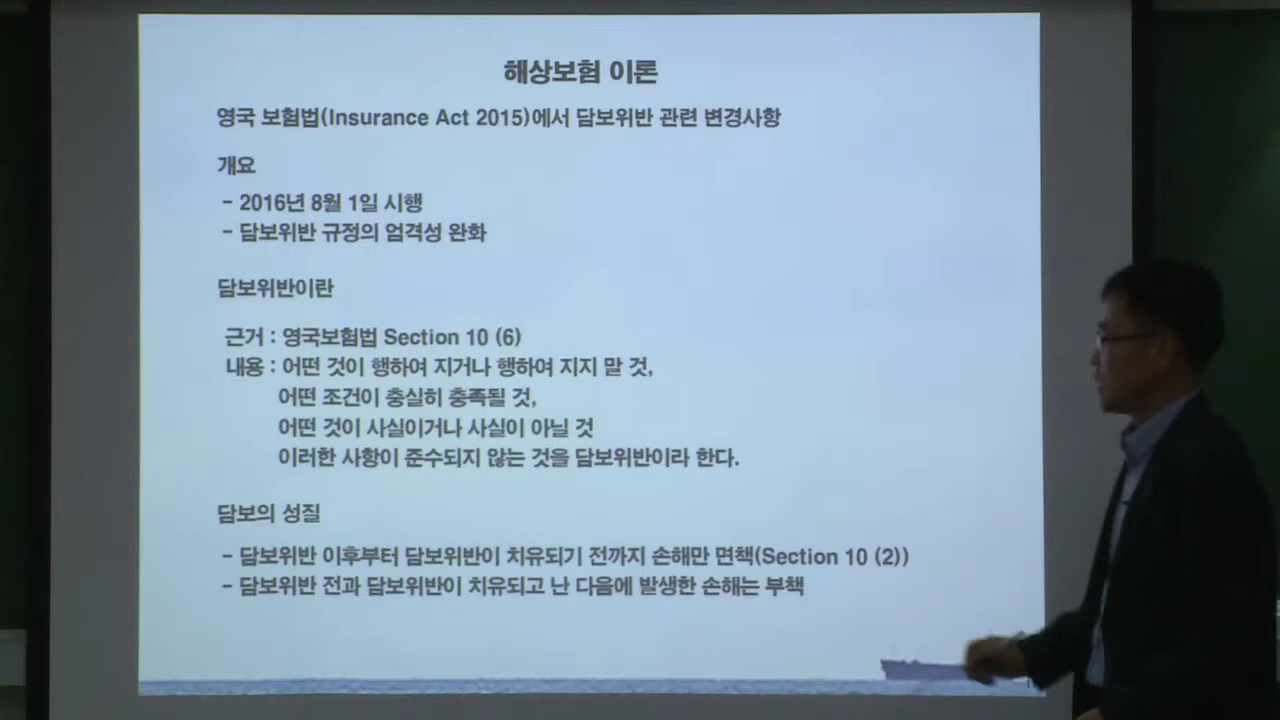 해상보험 이론
영국 보험법(Insurance Act 2015)에서 담보위반 관련 변경사항
개요
- 2016년 8월 1일 시행
- 담보위반 규정의 엄격성 완화
담보위반이란
근거 : 영국보험법 Section 10 (6)
내용 : 어떤 것이 행하여 지거나 행하여 지지 말 것,
어떤 조건이 충실히 충족될 것,
어떤 것이 사실이거나 사실이 아닐 것
이러한 사항이 준수되지 않는 것을 담보위반이라 한다.
담보의 성질
- 담보위반 이후부터 담보위반이 치유되기 전까지 손해만 면책(Section 10 (2))
- 담보위반 전과 담보위반이 치유되고 난 다음에 발생한 손해는 부책